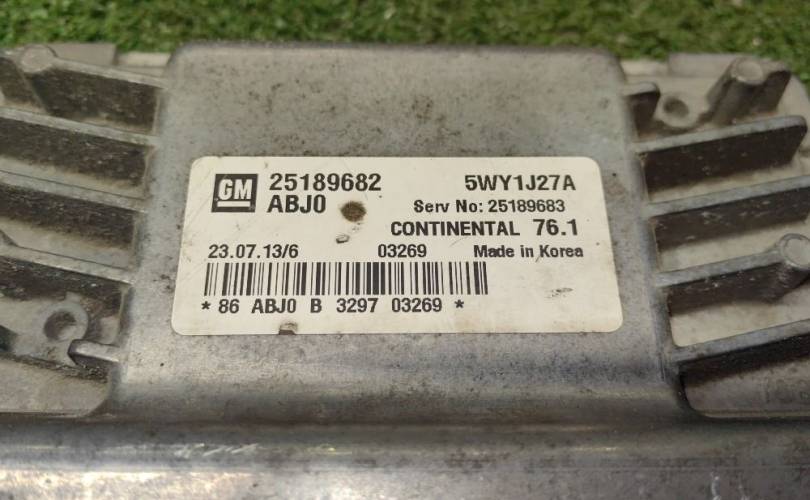 GM 25189682 5WY1J27A
ABJ0 Serv No: 25189683
CONTINENTAL 76.1
23.07.13/6 03269 Made in Korea
* 86 ABJ0 B 3297 03269 *